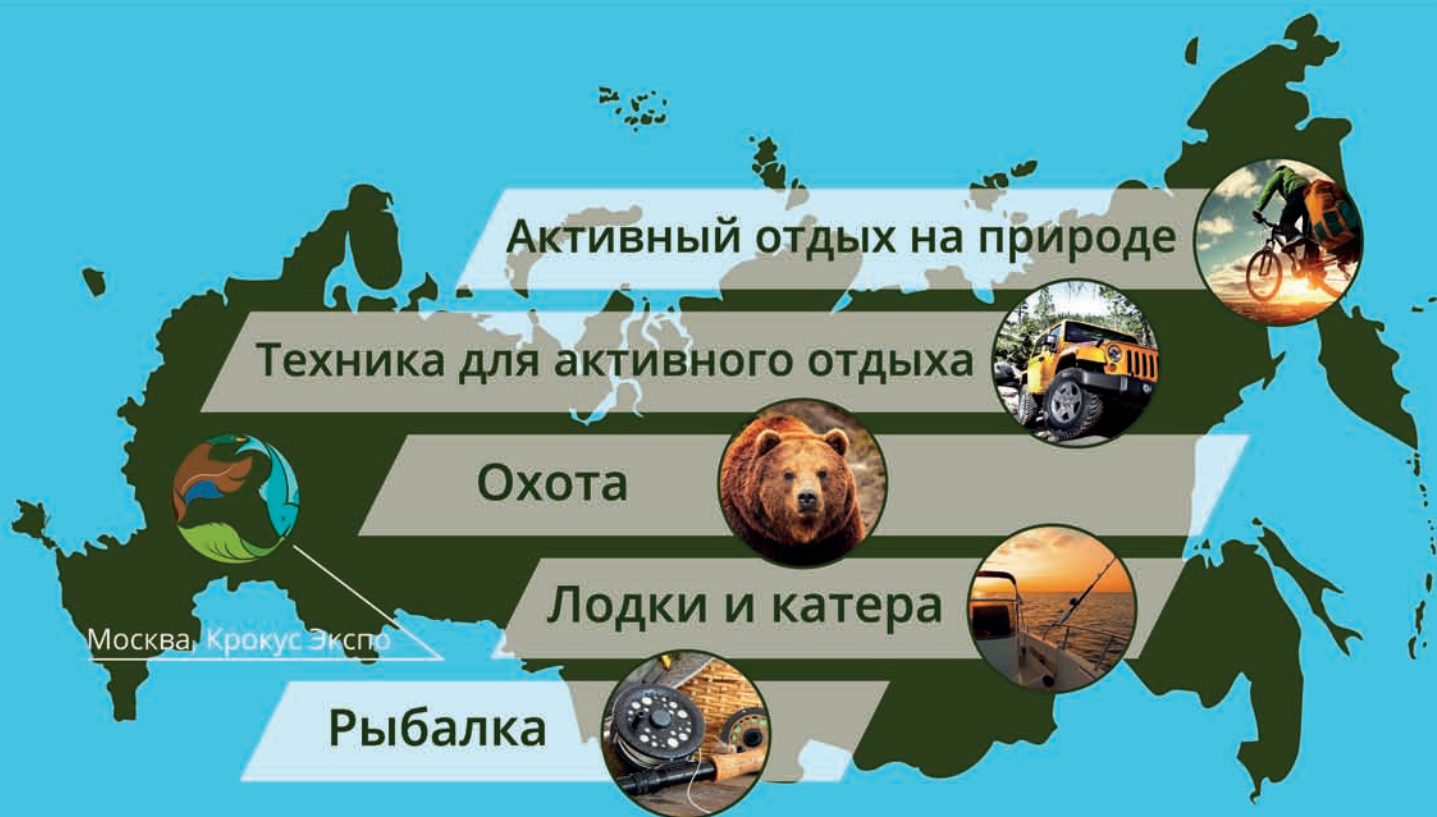 Активный отдых на природе
Техника для активного отдыха
Охота
Лодки и катера
Москва, Крокус Экспо
Рыбалка